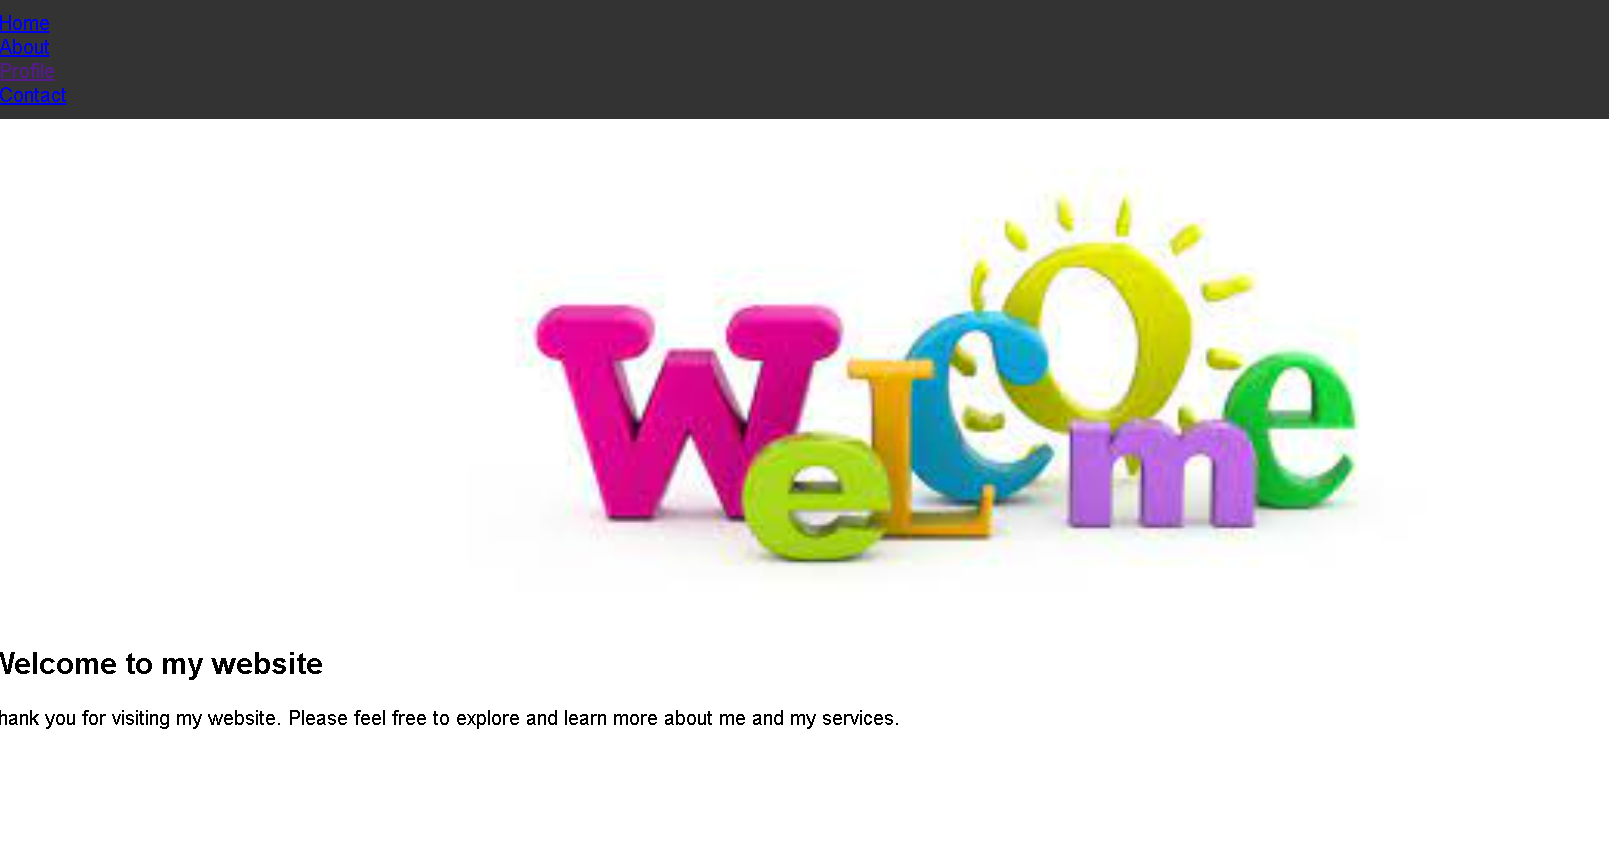 Home
About
Profile
Contact
WeLcOme
Welcome to my website
hank you for visiting my website. Please feel free to explore and learn more about me and my services.